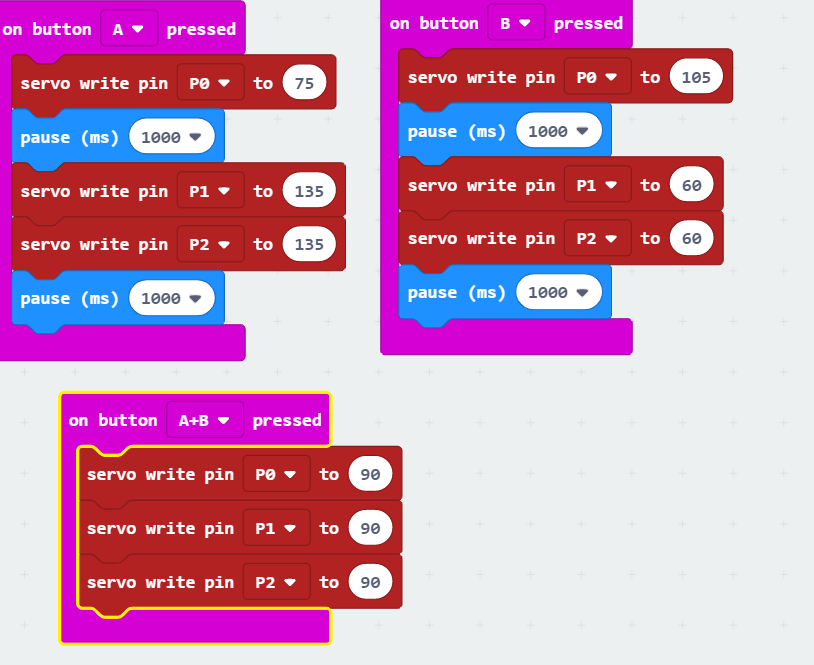 on button A pressed
servo write pin P0 to 75
pause (ms) 1000
servo write pin P1 to 135
servo write pin P2 to 135
pause (ms) 1000
on button B pressed
servo write pin P0 to 105
pause (ms) 1000
servo write pin P1 to 60
servo write pin P2 to 60
pause (ms) 1000
on button A+B pressed
servo write pin P0 to 90
servo write pin P1 to 90
servo write pin P2 to 90